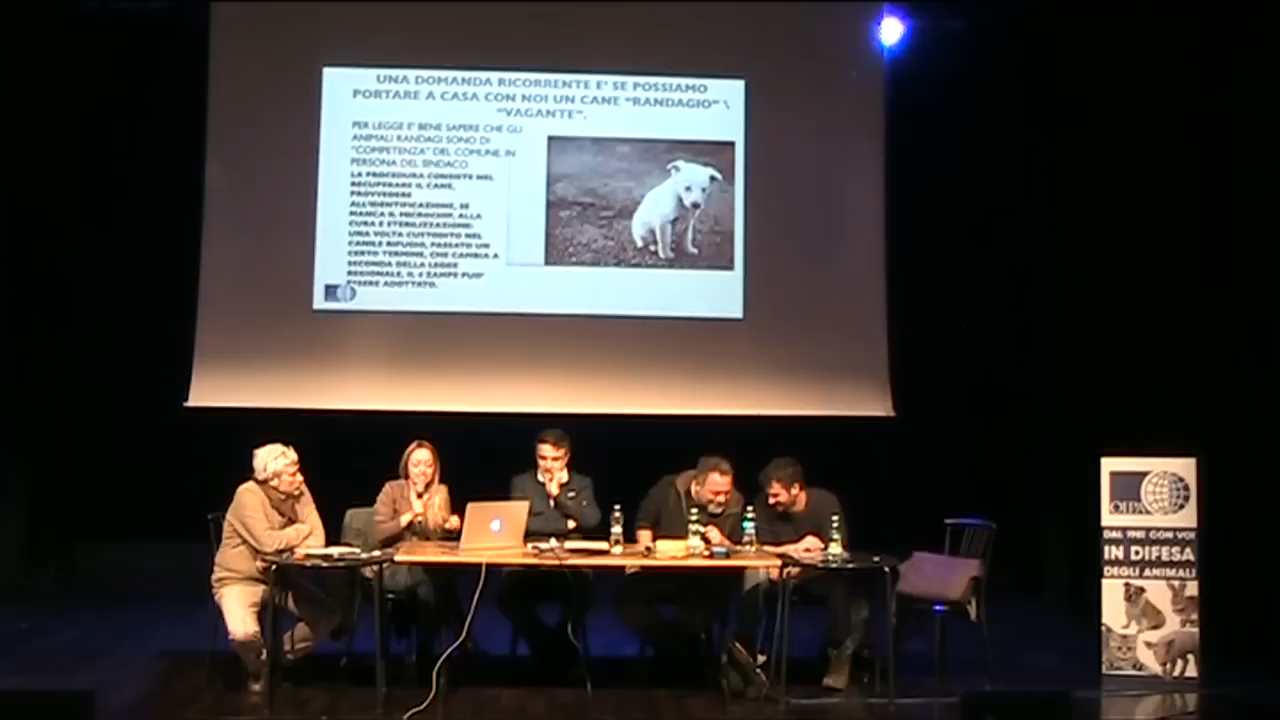 UNA DOMANDA RICORRENTE E' SE POSSIAMO
PORTARE A CASA CON NOI UN CANE "RANDAGIO" \
"VAGANTE".
PER LEGGE E' BENE SAPERE CHE GLI
ANIMALI RANDAGI SONO DI
"COMPETENZA" DEL COMUNE, IN
PERSONA DEL SINDACO.
LA PROCEDURA CONSISTE NEL
RECUPERARE IL CANE,
PROVVEDERE
ALL'IDENTIFICAZIONE, SE
MANCA IL MICROCHIP, ALLA
CURA E STERILIZZAZIONE:
UNA VOLTA CUSTODITO NEL
CANILE RIFUGIO, PASSATO UN
CERTO TERMINE, CHE CAMBIA A
SECONDA DELLA LEGGE
REGIONALE, IL 4 ZAMPE PUO'
ESSERE ADOTTATO.
OIPA
DAL 1981 CON VOI
IN DIFESA
DEGLI ANIMALI